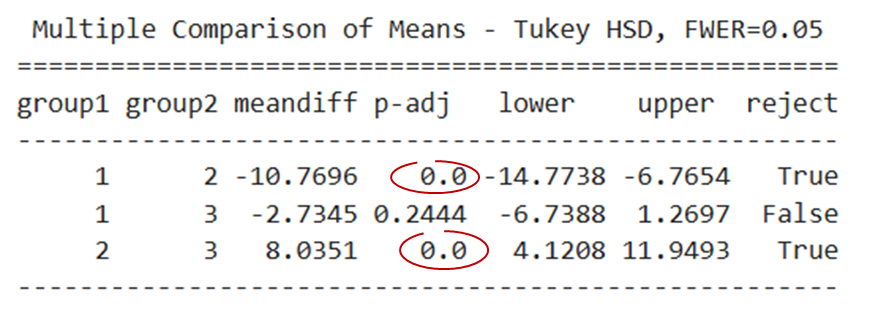 Multiple Comparison of Means - Tukey HSD, FWER=0.05
=====================================================
group1 group2 meandiff p-adj lower upper reject
-----------------------------------------------------
1 2 -10.7696 0.0 -14.7738 -6.7654 True
1 3 -2.7345 0.2444 -6.7388 1.2697 False
2 3 8.0351 0.0 4.1208 11.9493 True
-----------------------------------------------------